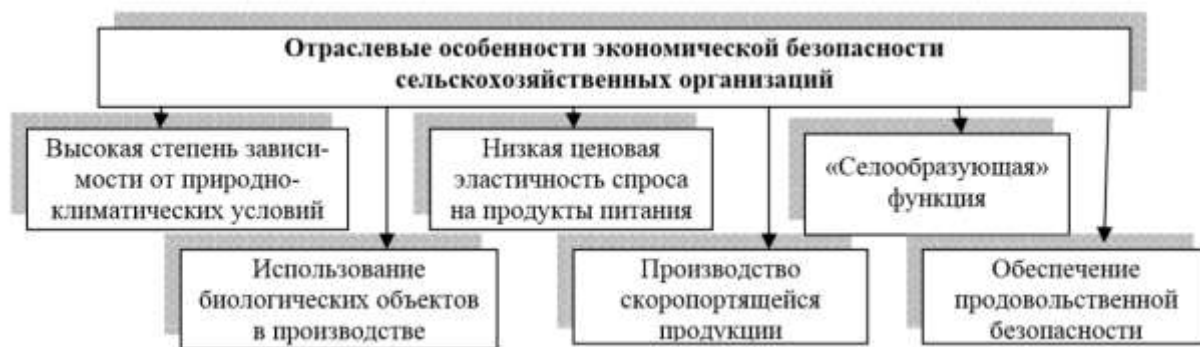 Отраслевые особенности экономической безопасности
сельскохозяйственных организаций
Высокая степень зависи-
мости от природно-
климатических условий
Низкая ценовая
эластичность спроса
на продукты питания
«Селообразующая»
функция
Использование
биологических объектов
в производстве
Производство
скоропортящейся
продукции
Обеспечение
продовольственной
безопасности